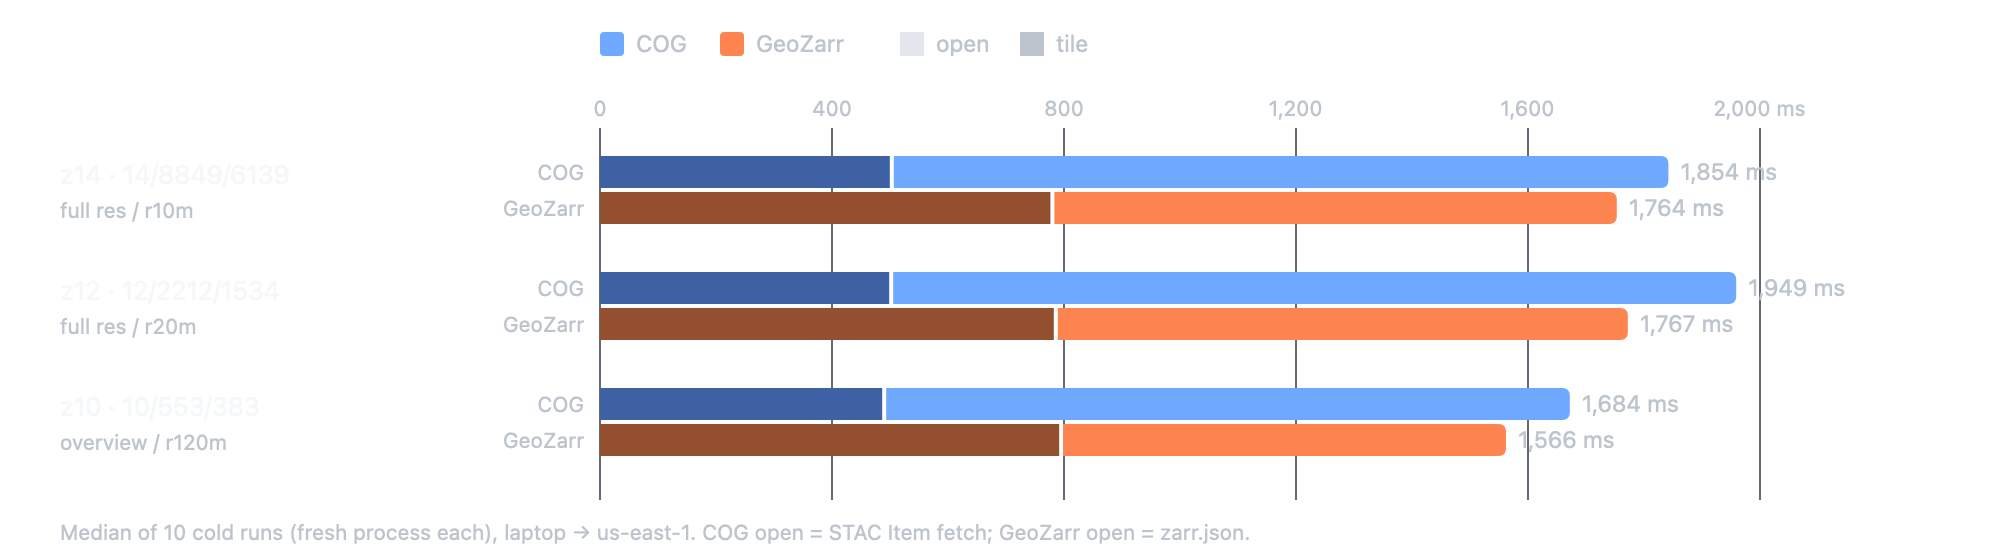 COG GeoZarr open tile
0 400 800 1,200 1,600 2,000 ms
z14 · 14/8849/6139
COG 1,854 ms
full res / r10m
GeoZarr 1,764 ms
z12 · 12/2212/1534
COG 1,949 ms
full res / r20m
GeoZarr 1,767 ms
z10 · 10/553/383
COG 1,684 ms
overview / r120m
GeoZarr 1,566 ms
Median of 10 cold runs (fresh process each), laptop → us-east-1. COG open = STAC Item fetch; GeoZarr open = zarr.json.